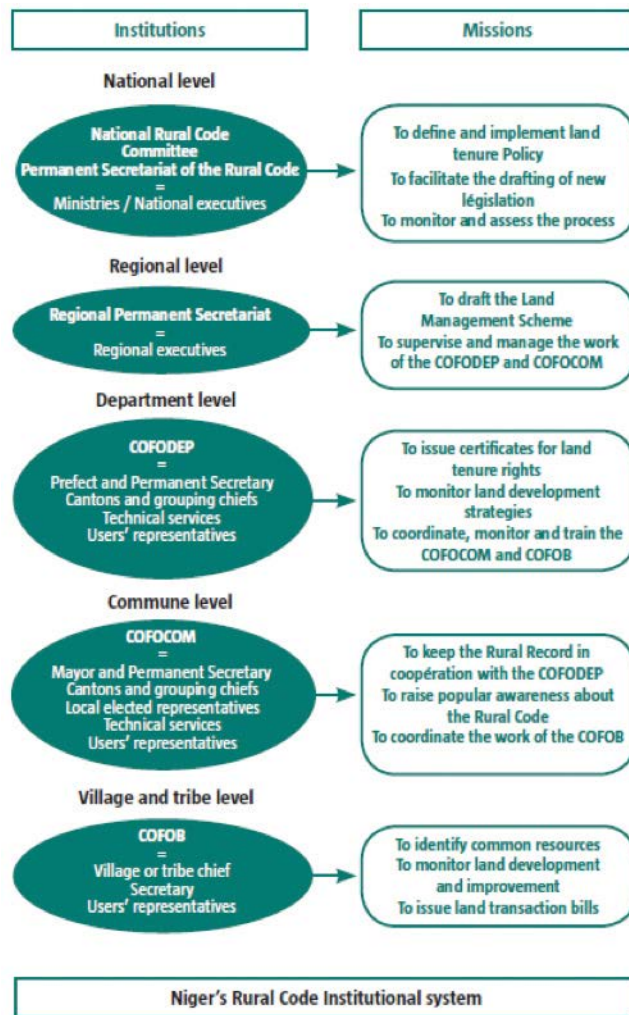 Institutions
Missions
National level
National Rural Code
Committee
Permanent Secretariat of the Rural Code
=
Ministries / National executives
To define and implement land
tenure Policy
To facilitate the drafting of new
législation
To monitor and assess the process
Regional level
Regional Permanent Secretariat
=
Regional executives
To draft the Land
Management Scheme
To supervise and manage the work
of the COFODEP and COFOCOM
Department level
COFODEP
=
Prefect and Permanent Secretary
Cantons and grouping chiefs
Technical services
Users' representatives
To issue certificates for land
tenure rights
To monitor land development
strategies
To coordinate, monitor and train the
COFOCOM and COFOB
Commune level
COFOCOM
=
Mayor and Permanent Secretary
Cantons and grouping chiefs
Local elected representatives
Technical services
Users' representatives
To keep the Rural Record in
coopération with the COFODEP
To raise popular awareness about
the Rural Code
To coordinate the work of the COFOB
Village and tribe level
COFOB
=
Village or tribe chief
Secretary
Users' representatives
To identify common resources
To monitor land development
and improvement
To issue land transaction bills
Niger's Rural Code Institutional system